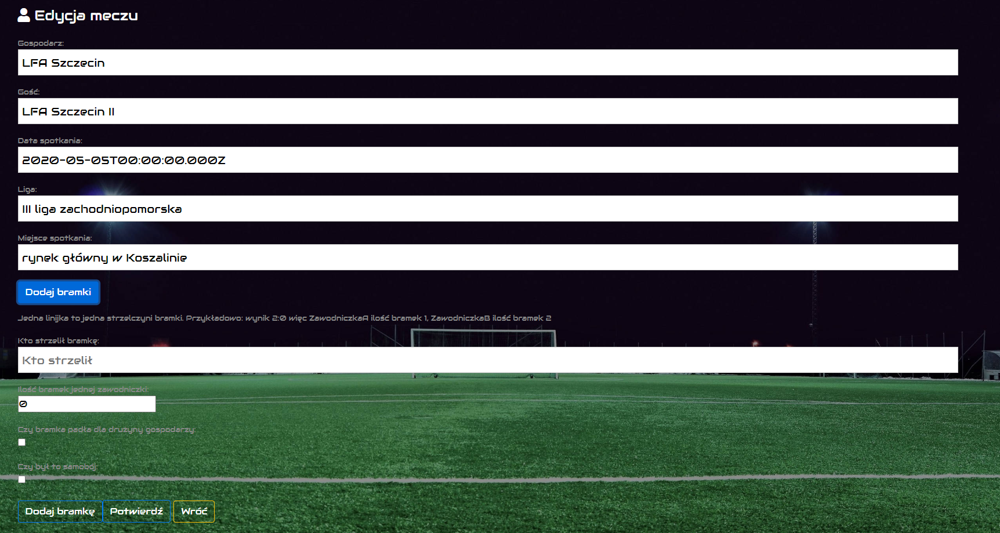 Edycja meczu
Gospodarz:
LFA Szczecin
Gość:
LFA Szczecin II
Data spotkania:
2020-05-05T00:00:00.000Z
Liga:
III liga zachodniopomorska
Miejsce spotkania:
rynek główny w Koszalinie
Dodaj bramki
Jedna linijka to jedna strzelczyni bramki. Przykładowo: wynik 2:0 więc ZawodniczkaA ilość bramek 1, ZawodniczkaB ilość bramek 2
Kto strzelił bramkę:
Kto strzelił
Ilość bramek jednej zawodniczki:
0
Czy bramka padła dla drużyny gospodarzy:
Czy był to samobój:
Dodaj bramkę Potwierdź Wróć